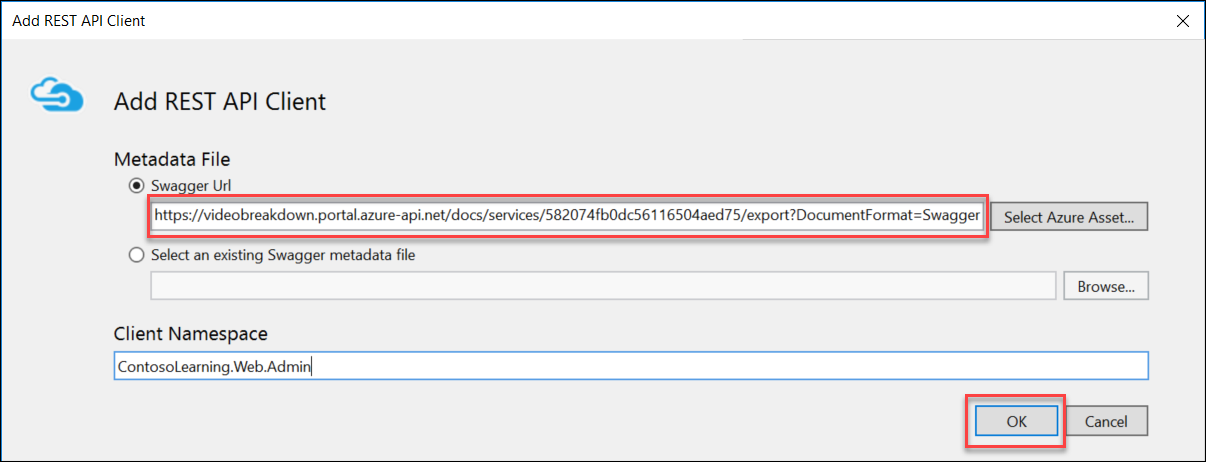 Add REST API Client
Add REST API Client
Metadata File
Swagger Url
https://videobreakdown.portal.azure-api.net/docs/services/582074fb0dc56116504aed75/export?DocumentFormat=Swagger
Select Azure Asset...
Select an existing Swagger metadata file
Browse...
Client Namespace
ContosoLearning.Web.Admin
OK
Cancel